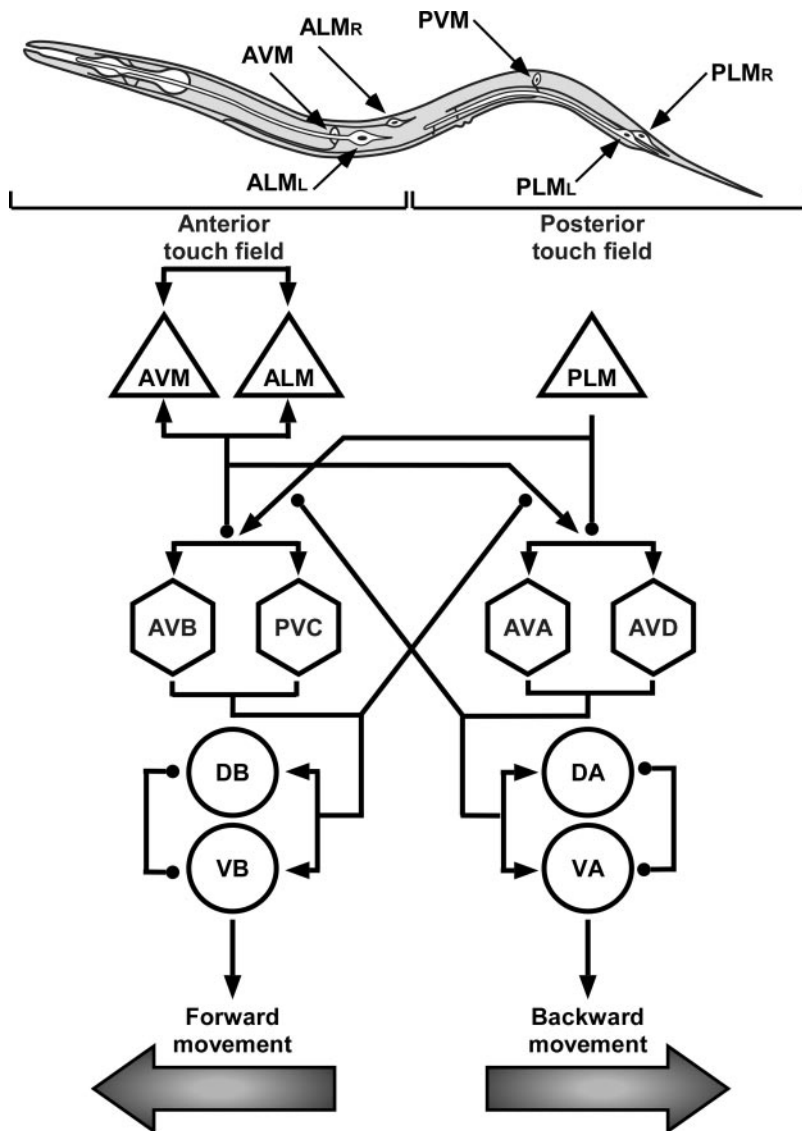 ALMR
PVM
AVM
PLMR
ALML
PLML
Anterior
touch field
Posterior
touch field
AVM
ALM
PLM
AVB
PVC
AVA
AVD
DB
DA
VB
VA
Forward
movement
Backward
movement